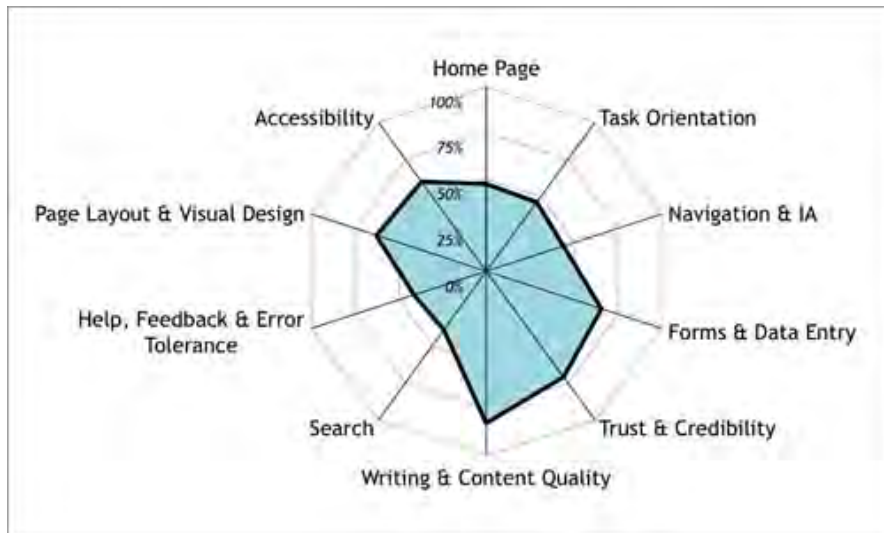 Home Page
100%
Accessibility
Task Orientation
75%
Page Layout & Visual Design
50%
Navigation & IA
25%
0%
Help, Feedback & Error
Tolerance
Forms & Data Entry
Search
Trust & Credibility
Writing & Content Quality